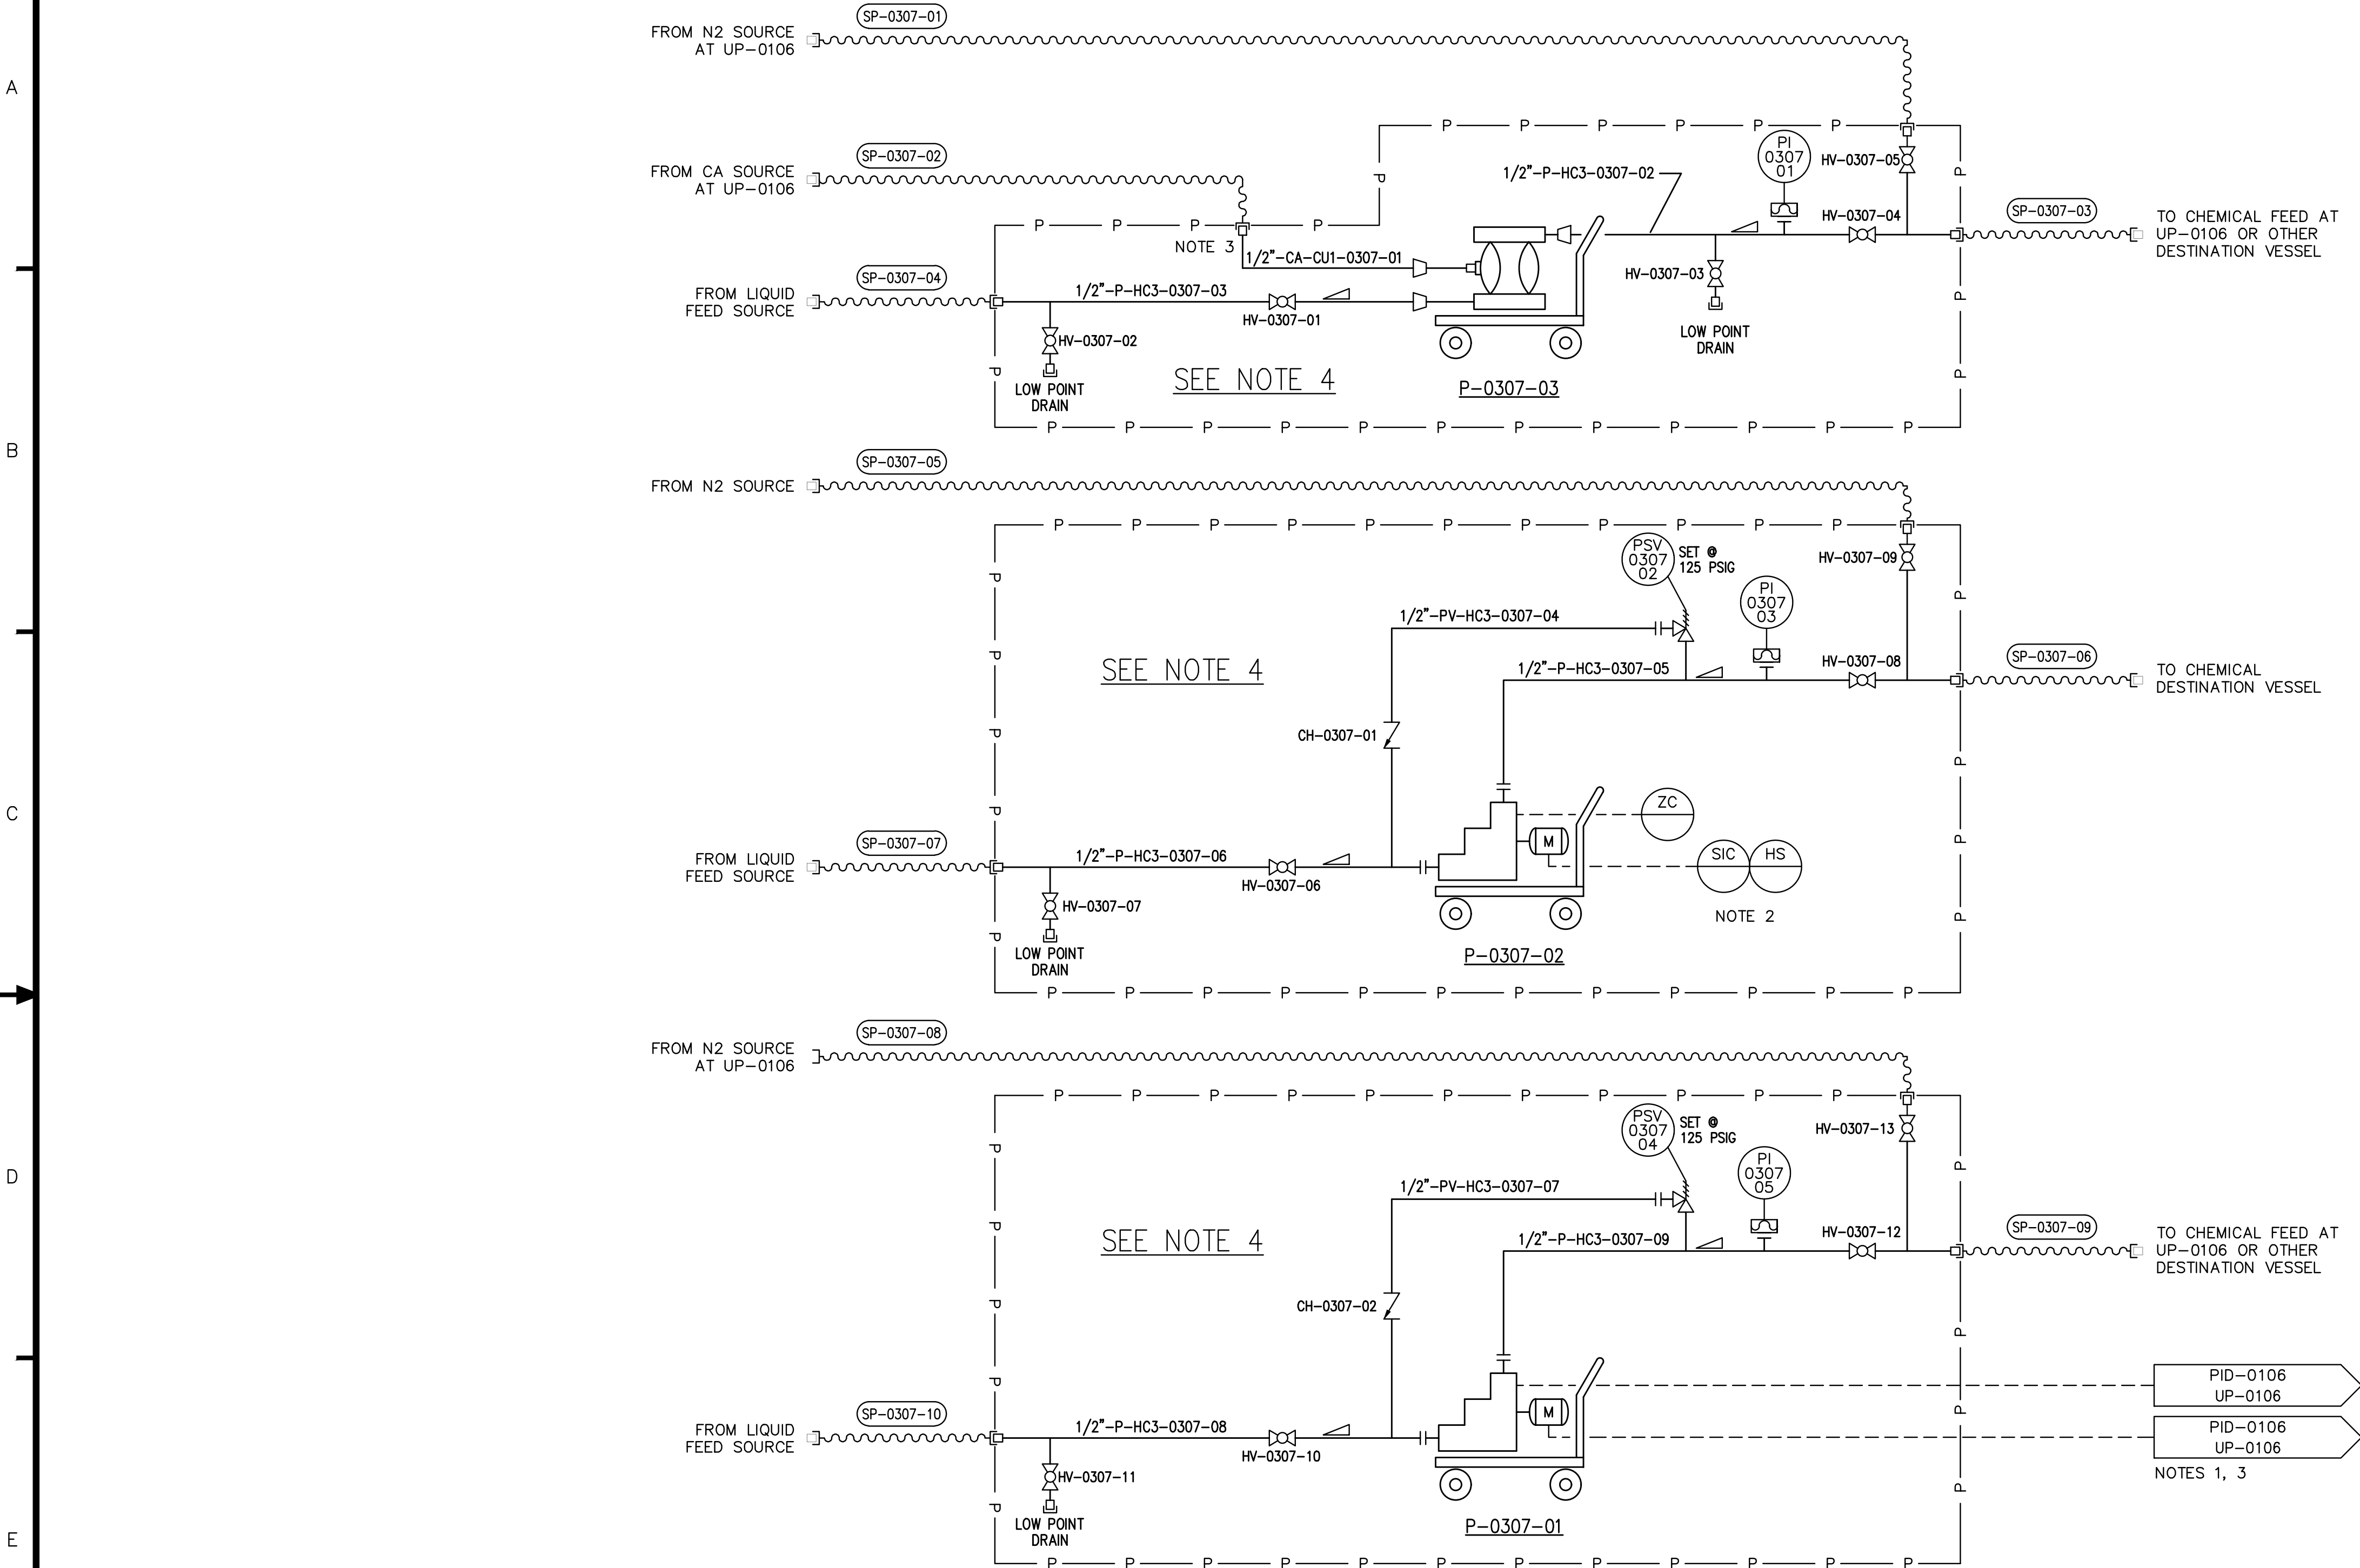 SP-0307-01
FROM N2 SOURCE
AT UP-0106
A
P P P P P P
PI
0307
01
HV-0307-05
SP-0307-02
FROM CA SOURCE
AT UP-0106
1/2"-P-HC3-0307-02
P
P
HV-0307-04
SP-0307-03
TO CHEMICAL FEED AT
UP-0106 OR OTHER
DESTINATION VESSEL
P P P P
NOTE 3
1/2"-CA-CU1-0307-01
HV-0307-03
SP-0307-04
FROM LIQUID
FEED SOURCE
1/2"-P-HC3-0307-03
HV-0307-01
P
LOW POINT
DRAIN
HV-0307-02
P
P
LOW POINT
DRAIN
SEE NOTE 4
P-0307-03
P P P P P P P P P P P P
B
SP-0307-05
FROM N2 SOURCE
P P P P P P P P P P P
PSV
0307
02
SET @
125 PSIG
HV-0307-09
P
PI
0307
03
P
1/2"-PV-HC3-0307-04
P
SEE NOTE 4
1/2"-P-HC3-0307-05
HV-0307-08
SP-0307-06
TO CHEMICAL
DESTINATION VESSEL
P
CH-0307-01
P
C
P
ZC
SP-0307-07
FROM LIQUID
FEED SOURCE
1/2"-P-HC3-0307-06
HV-0307-06
M
SIC
HS
P
HV-0307-07
NOTE 2
P
P
LOW POINT
DRAIN
P-0307-02
P P P P P P P P P P P P
SP-0307-08
FROM N2 SOURCE
AT UP-0106
P P P P P P P P P P P
PSV
0307
04
SET @
125 PSIG
HV-0307-13
P
D
PI
0307
05
P
1/2"-PV-HC3-0307-07
P
SEE NOTE 4
1/2"-P-HC3-0307-09
HV-0307-12
SP-0307-09
TO CHEMICAL FEED AT
UP-0106 OR OTHER
DESTINATION VESSEL
P
CH-0307-02
P
P
PID-0106
UP-0106
SP-0307-10
FROM LIQUID
FEED SOURCE
1/2"-P-HC3-0307-08
HV-0307-10
M
P
PID-0106
UP-0106
NOTES 1, 3
HV-0307-11
P
P
LOW POINT
DRAIN
P-0307-01
E
P P P P P P P P P P P P